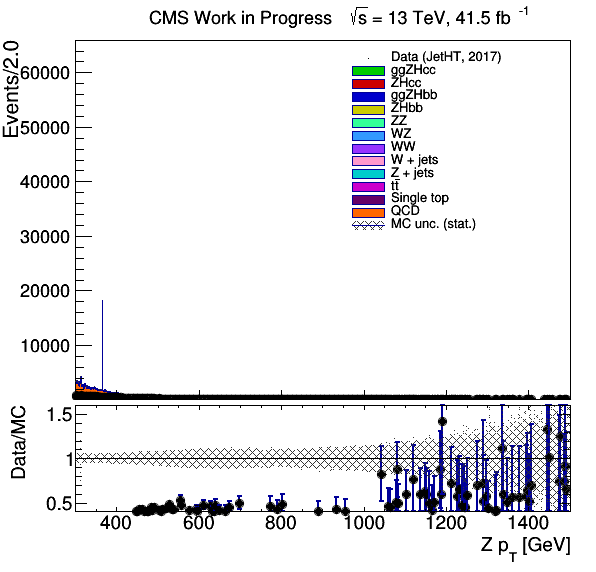 CMS Work in Progress √s = 13 TeV, 41.5 fb⁻¹
Events/2.0
60000
50000
40000
30000
20000
10000
Data (JetHT, 2017)
ggZHcc
ZHcc
ggZHbb
ZHbb
ZZ
WZ
WW
W + jets
Z + jets
tt̄
Single top
QCD
MC unc. (stat.)
Data/MC
1.5
1
0.5
400 600 800 1000 1200 1400
Z p_T [GeV]